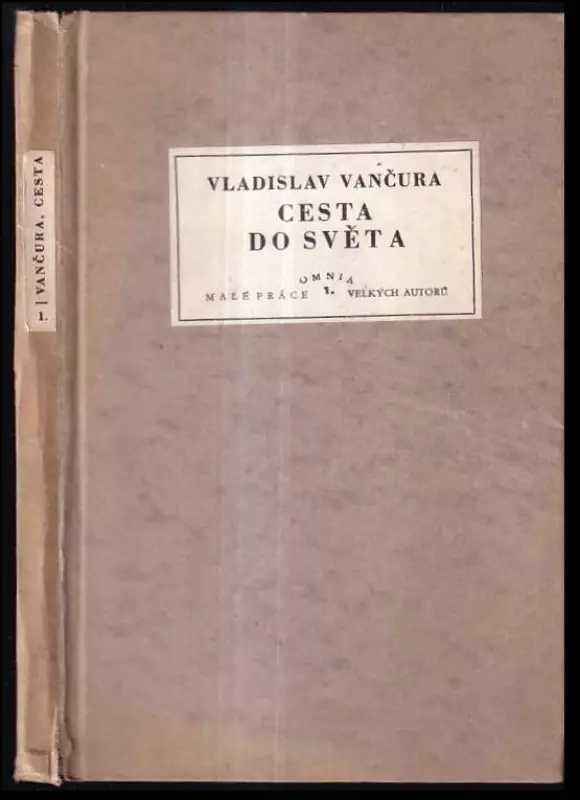 VLADISLAV VANČURA
CESTA
DO SVĚTA
OMNIA
MALÉ PRÁCE 1. VELKÝCH AUTORŮ
1. | VANČURA, CESTA